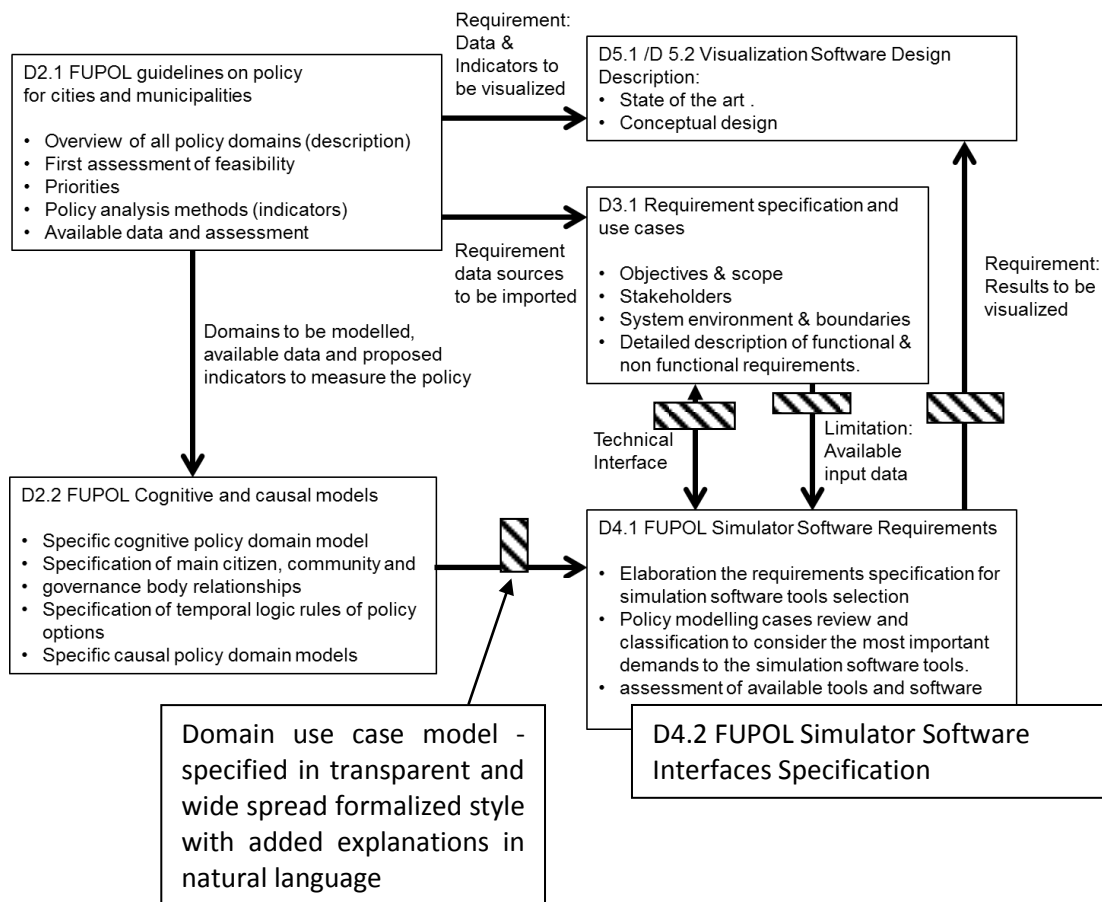 Requirement:
Data &
Indicators to
be visualized
D2.1 FUPOL guidelines on policy
for cities and municipalities
• Overview of all policy domains (description)
• First assessment of feasibility
• Priorities
• Policy analysis methods (indicators)
• Available data and assessment
D5.1 /D 5.2 Visualization Software Design
Description:
• State of the art .
• Conceptual design
D3.1 Requirement specification and
use cases
• Objectives & scope
• Stakeholders
• System environment & boundaries
• Detailed description of functional &
non functional requirements.
Requirement
data sources
to be imported
Requirement:
Results to be
visualized
Domains to be modelled,
available data and proposed
indicators to measure the policy
Technical
Interface
Limitation:
Available
input data
D2.2 FUPOL Cognitive and causal models
• Specific cognitive policy domain model
• Specification of main citizen, community and
• governance body relationships
• Specification of temporal logic rules of policy
options
• Specific causal policy domain models
D4.1 FUPOL Simulator Software Requirements
• Elaboration the requirements specification for
simulation software tools selection
• Policy modelling cases review and
classification to consider the most important
demands to the simulation software tools.
• assessment of available tools and software
Domain use case model -
specified in transparent and
wide spread formalized style
with added explanations in
natural language
D4.2 FUPOL Simulator Software
Interfaces Specification